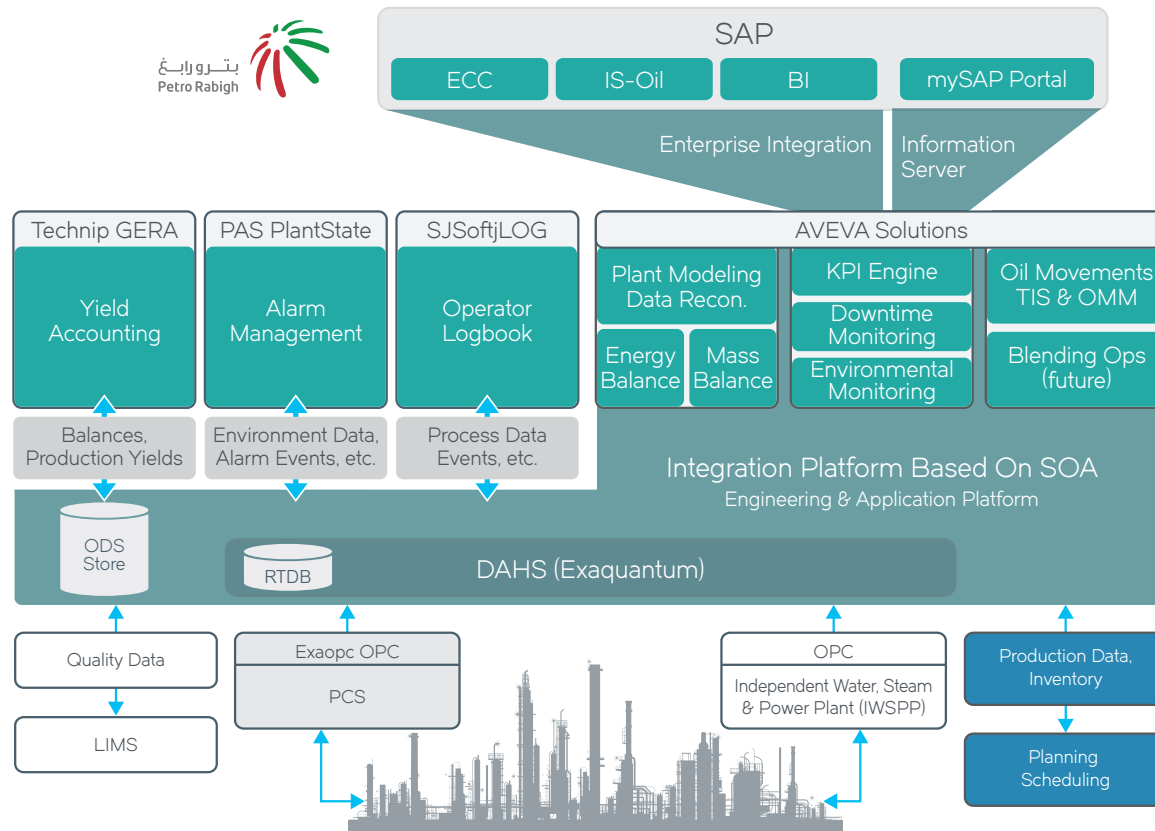 بترورابغ
Petro Rabigh
SAP
ECC
IS-Oil
BI
mySAP Portal
Enterprise Integration
Information
Server
Technip GERA
PAS PlantState
SJSoftjLOG
AVEVA Solutions
Yield
Accounting
Alarm
Management
Operator
Logbook
Plant Modeling
Data Recon.
Energy
Balance
Mass
Balance
KPI Engine
Downtime
Monitoring
Environmental
Monitoring
Oil Movements
TIS & OMM
Blending Ops
(future)
Balances,
Production Yields
Environment Data,
Alarm Events, etc.
Process Data
Events, etc.
Integration Platform Based On SOA
Engineering & Application Platform
ODS
Store
RTDB
DAHS (Exaquantum)
Quality Data
LIMS
Exaopc OPC
PCS
OPC
Independent Water, Steam
& Power Plant (IWSPP)
Production Data,
Inventory
Planning
Scheduling